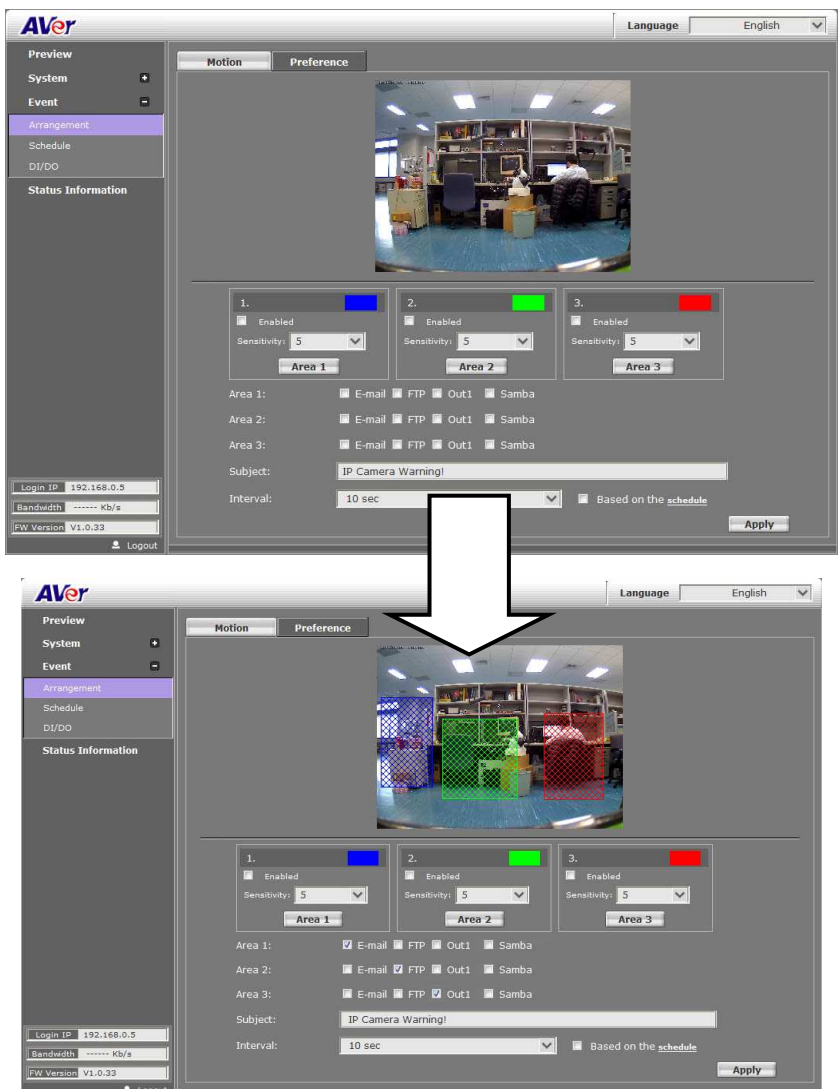 AVer
Language English
Preview
System
Event
Arrangement
Schedule
DI/DO
Status Information
Motion Preference
1. 2. 3.
Enabled Enabled Enabled
Sensitivity: 5 Sensitivity: 5 Sensitivity: 5
Area 1 Area 2 Area 3
Area 1: E-mail FTP Out1 Samba
Area 2: E-mail FTP Out1 Samba
Area 3: E-mail FTP Out1 Samba
Subject: IP Camera Warning!
Interval: 10 sec Based on the schedule
Apply
Login IP 192.168.0.5
Bandwidth ------ Kb/s
FW Version V1.0.33
Logout
AVer
Language English
Preview
System
Event
Arrangement
Schedule
DI/DO
Status Information
Motion Preference
1. 2. 3.
Enabled Enabled Enabled
Sensitivity: 5 Sensitivity: 5 Sensitivity: 5
Area 1 Area 2 Area 3
Area 1: E-mail FTP Out1 Samba
Area 2: E-mail FTP Out1 Samba
Area 3: E-mail FTP Out1 Samba
Subject: IP Camera Warning!
Interval: 10 sec Based on the schedule
Apply
Login IP 192.168.0.5
Bandwidth ------ Kb/s
FW Version V1.0.33